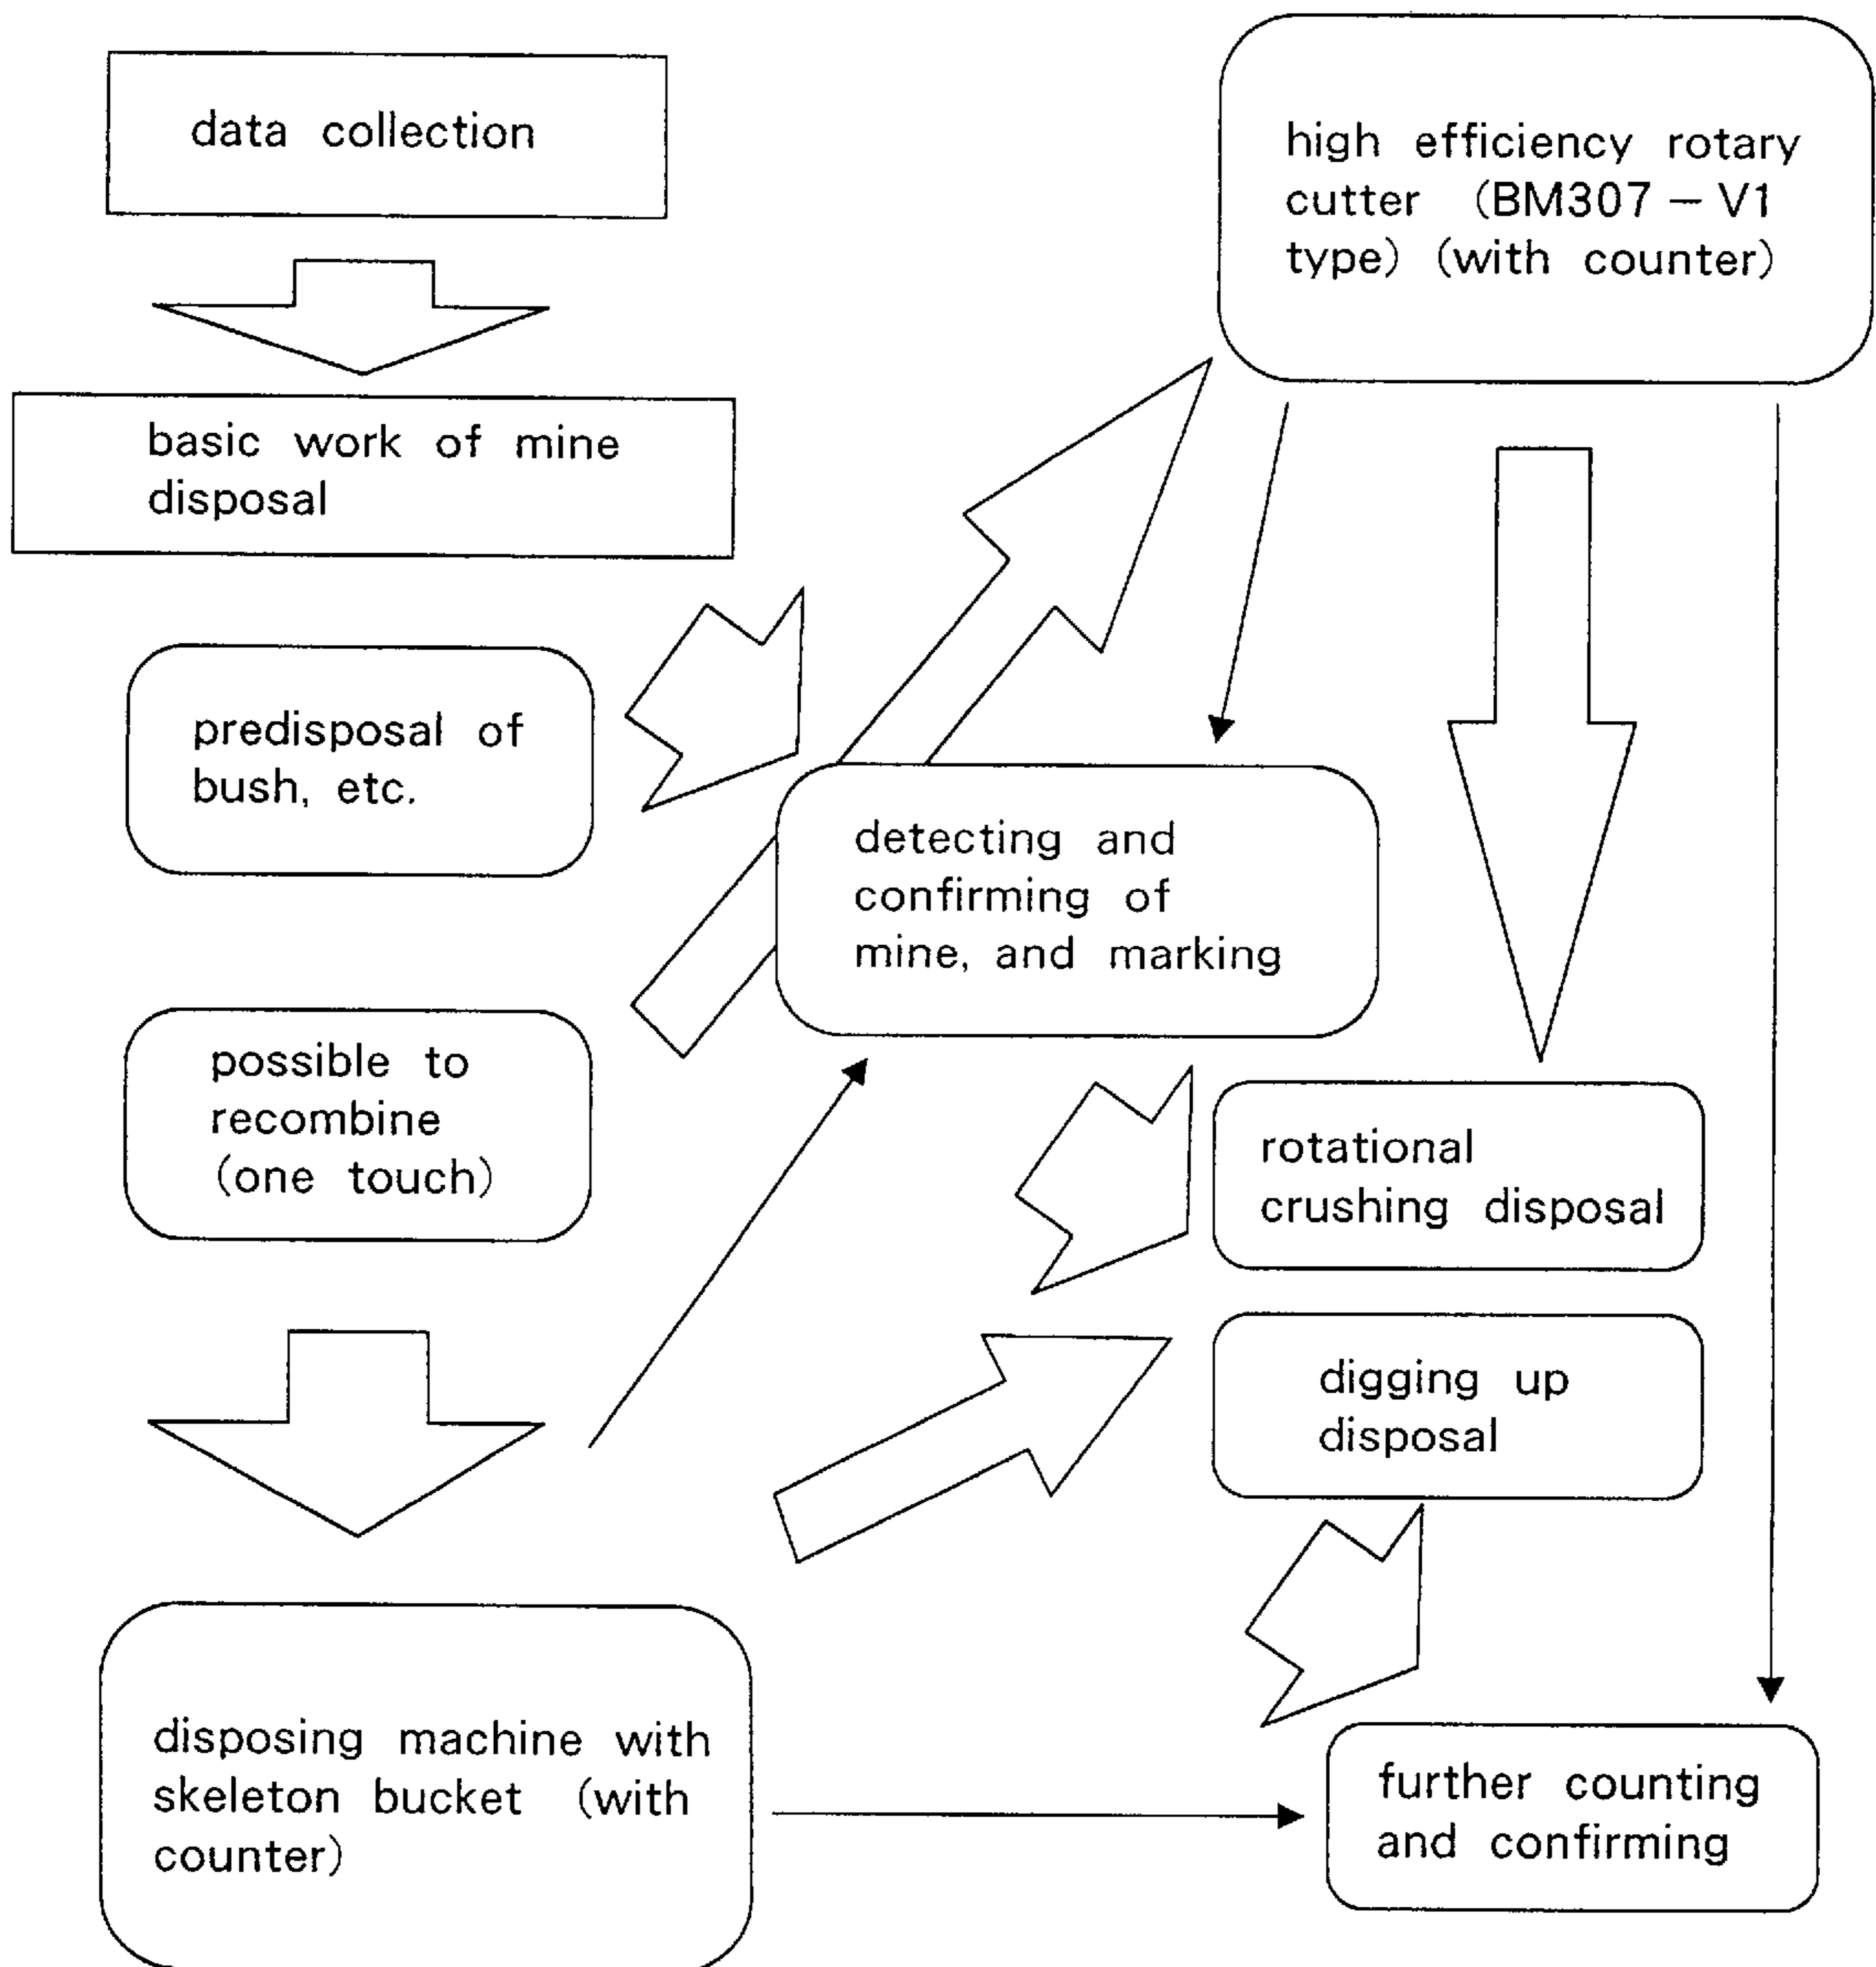 data collection
high efficiency rotary
cutter (BM307 – V1
type) (with counter)
basic work of mine
disposal
predisposal of
bush, etc.
detecting and
confirming of
mine, and marking
possible to
recombine
(one touch)
rotational
crushing disposal
digging up
disposal
disposing machine with
skeleton bucket (with
counter)
further counting
and confirming